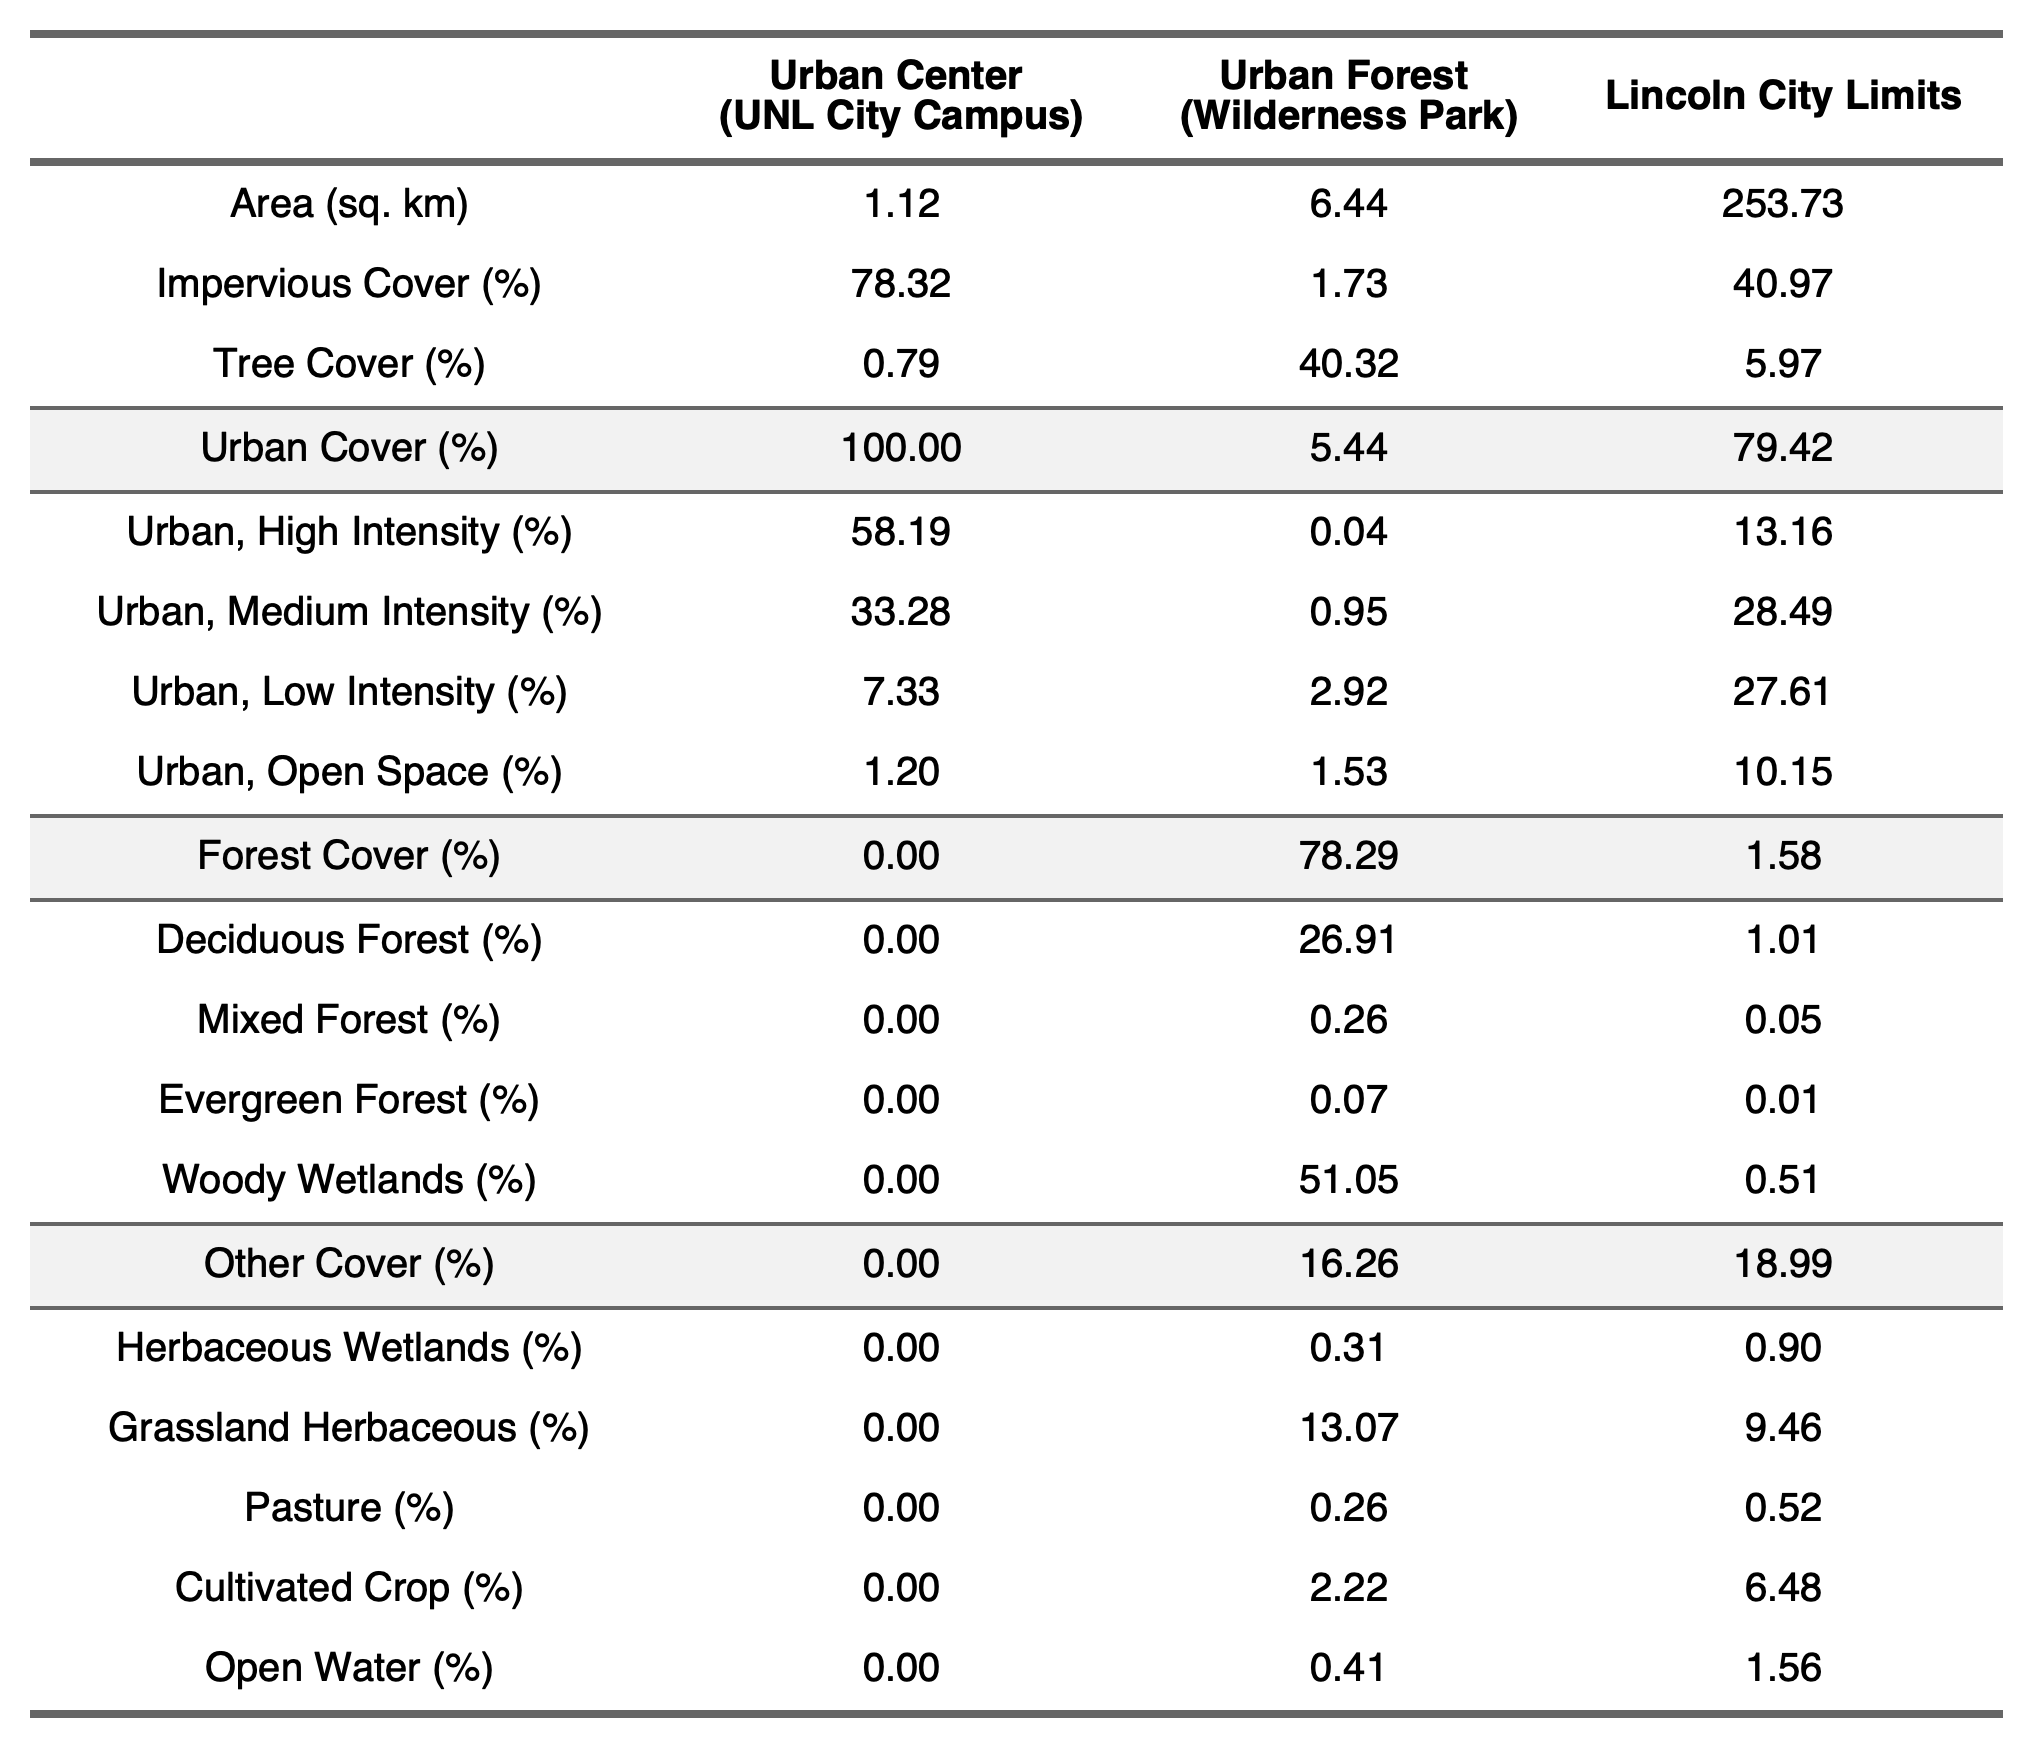 Urban Center (UNL City Campus) Urban Forest (Wilderness Park) Lincoln City Limits
Area (sq. km) 1.12 6.44 253.73
Impervious Cover (%) 78.32 1.73 40.97
Tree Cover (%) 0.79 40.32 5.97
Urban Cover (%) 100.00 5.44 79.42
Urban, High Intensity (%) 58.19 0.04 13.16
Urban, Medium Intensity (%) 33.28 0.95 28.49
Urban, Low Intensity (%) 7.33 2.92 27.61
Urban, Open Space (%) 1.20 1.53 10.15
Forest Cover (%) 0.00 78.29 1.58
Deciduous Forest (%) 0.00 26.91 1.01
Mixed Forest (%) 0.00 0.26 0.05
Evergreen Forest (%) 0.00 0.07 0.01
Woody Wetlands (%) 0.00 51.05 0.51
Other Cover (%) 0.00 16.26 18.99
Herbaceous Wetlands (%) 0.00 0.31 0.90
Grassland Herbaceous (%) 0.00 13.07 9.46
Pasture (%) 0.00 0.26 0.52
Cultivated Crop (%) 0.00 2.22 6.48
Open Water (%) 0.00 0.41 1.56